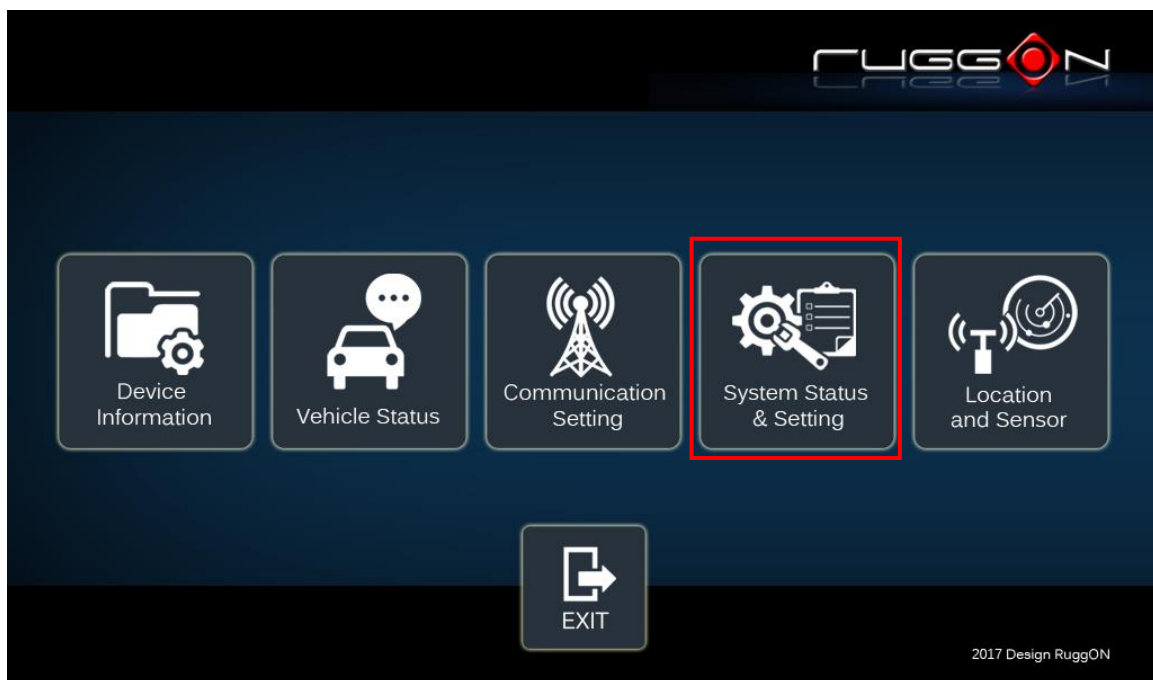 ruggON
Device
Information
Vehicle Status
Communication
Setting
System Status
& Setting
Location
and Sensor
EXIT
2017 Design RuggON